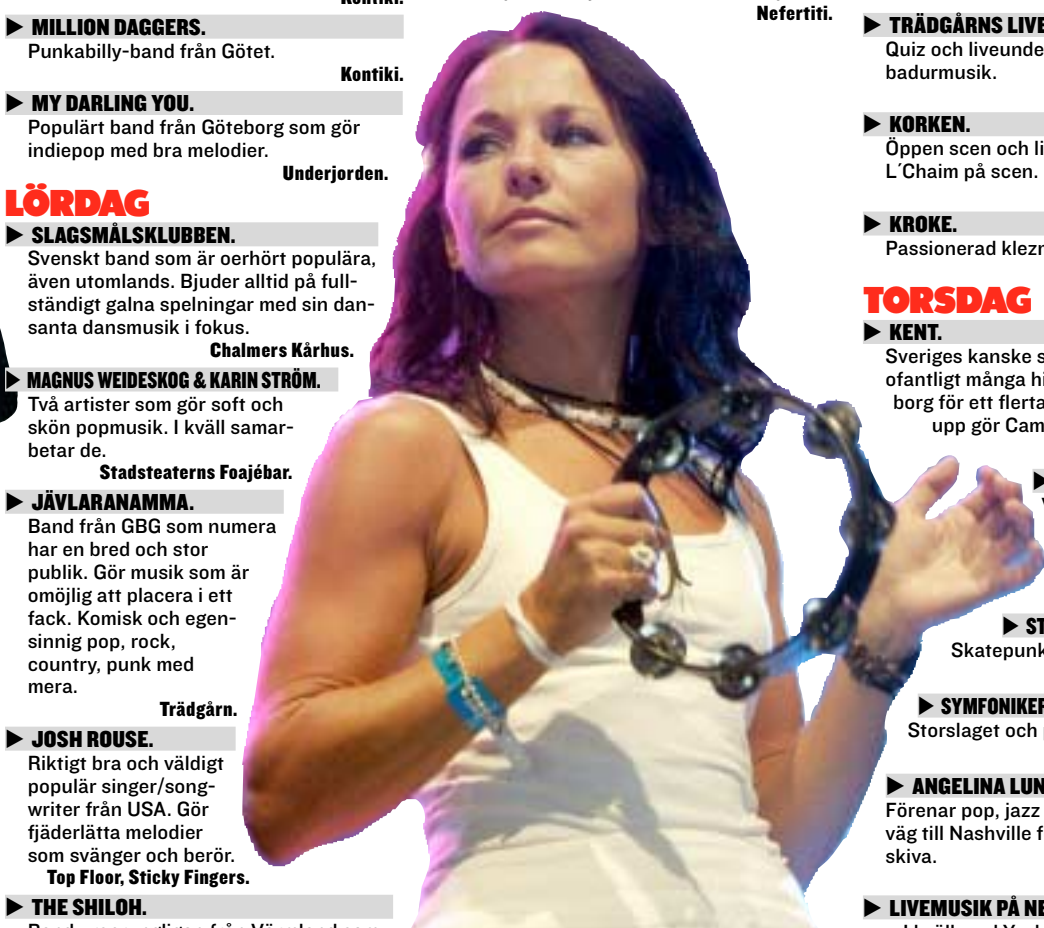 Kontiki.
▶ MILLION DAGGERS.
Punkabilly-band från Götet.
Kontiki.
▶ MY DARLING YOU.
Populärt band från Göteborg som gör
indiepop med bra melodier.
Underjorden.
LÖRDAG
▶ SLAGSMÅLSKLUBBEN.
Svenskt band som är oerhört populära,
även utomlands. Bjuder alltid på full-
ständigt galna spelningar med sin dan-
santa dansmusik i fokus.
Chalmers Kårhus.
▶ MAGNUS WEIDESKOG & KARIN STRÖM.
Två artister som gör soft och
skön popmusik. I kväll samar-
betar de.
Stadsteaterns Foajébar.
▶ JÄVLARANAMMA.
Band från GBG som numera
har en bred och stor
publik. Gör musik som är
omöjlig att placera i ett
fack. Komisk och egen-
sinnig pop, rock,
country, punk med
mera.
Trädgårn.
▶ JOSH ROUSE.
Riktigt bra och väldigt
populär singer/song-
writer från USA. Gör
fjäderlätta melodier
som svänger och berör.
Top Floor, Sticky Fingers.
▶ THE SHILOH.
Nefertiti.
▶ TRÄDGÅRNS LIVE
Quiz och liveunde
badurmusik.
▶ KORKEN.
Öppen scen och li
L´Chaim på scen.
▶ KROKE.
Passionerad klezn
TORSDAG
▶ KENT.
Sveriges kanske s
ofantligt många hi
borg för ett flerta
upp gör Cam
▶ ST
Skatepunk
▶ SYMFONIKER
Storslaget och p
▶ ANGELINA LUN
Förenar pop, jazz
väg till Nashville f
skiva.
▶ LIVEMUSIK PÅ NE